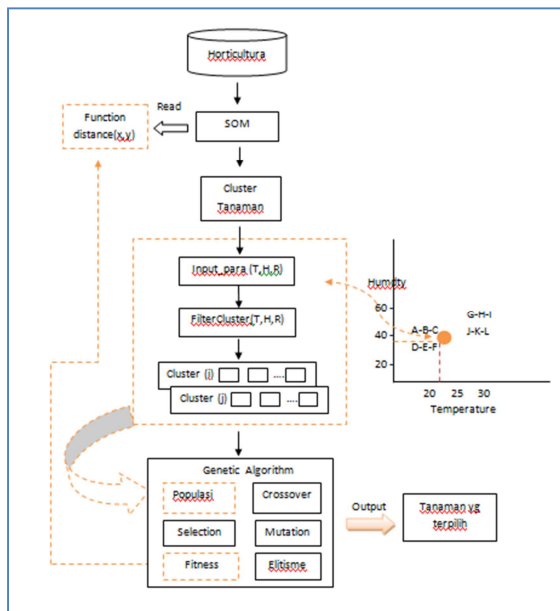 Horticultura
Read
Function
distance(x,y)
SOM
Cluster
Tanaman
Input_para (T,H,R)
FilterCluster(T,H,R)
Cluster (i)
....
Cluster (j)
....
Humdty
60
40
20
A-B-C
D-E-F
G-H-I
J-K-L
20 25 30
Temperature
Genetic Algorithm
Populasi
Crossover
Selection
Mutation
Fitness
Elitisme
Output
Tanaman yg
terpilih